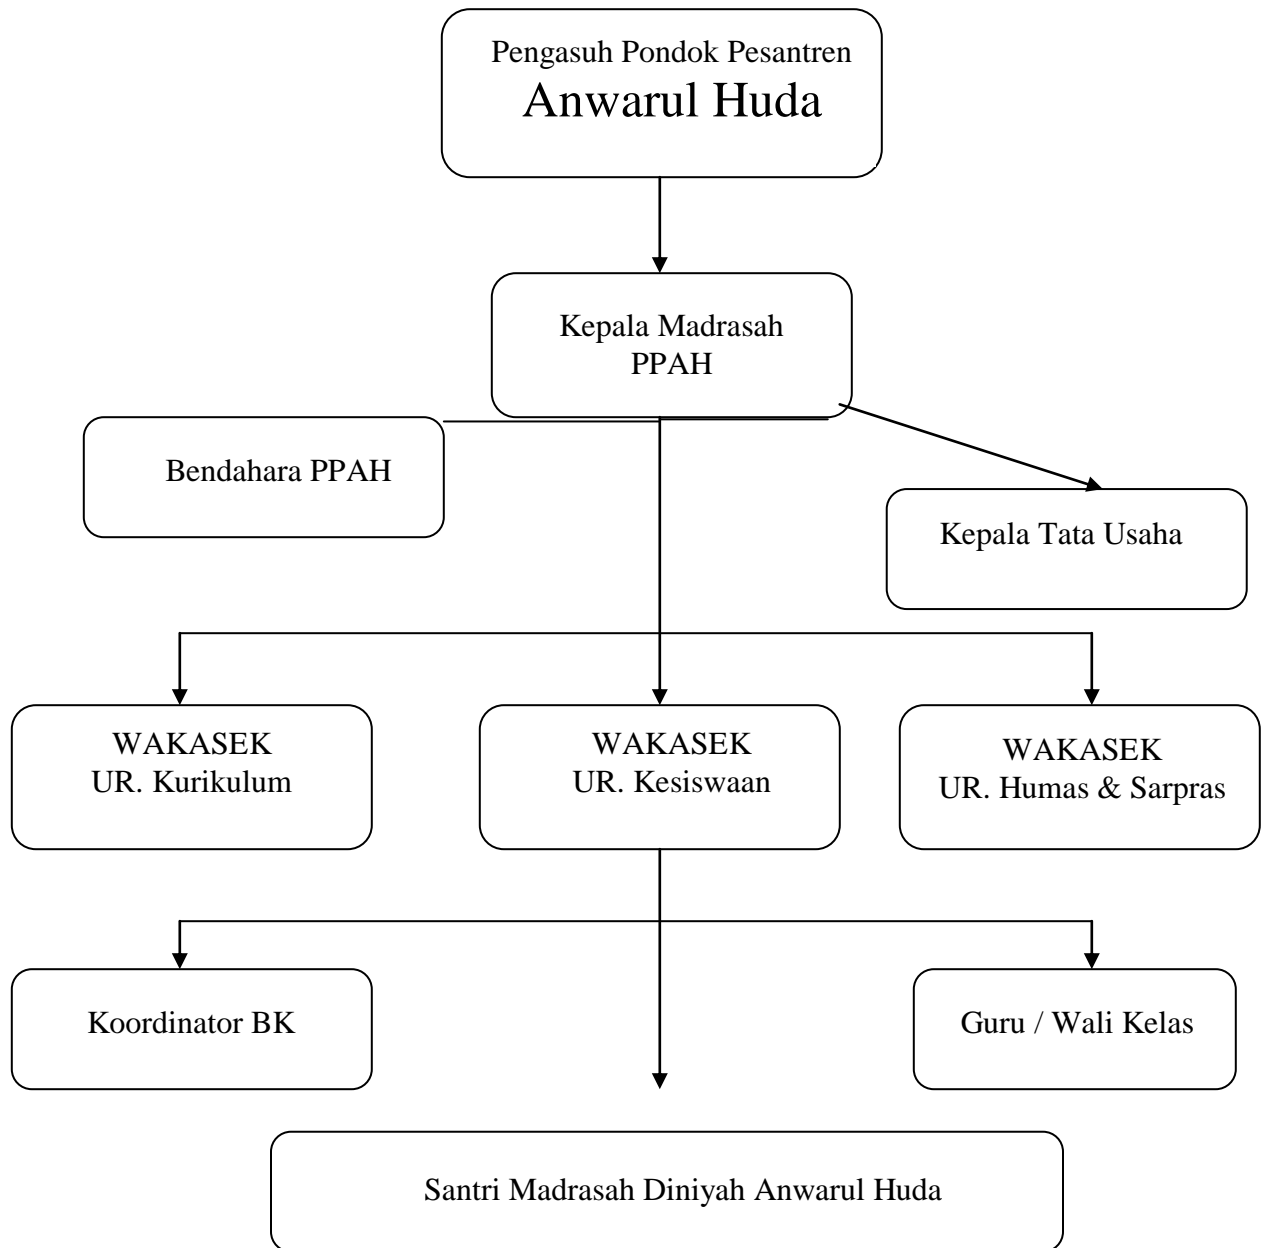 Pengasuh Pondok Pesantren
Anwarul Huda
Kepala Madrasah
PPAH
Bendahara PPAH
Kepala Tata Usaha
WAKASEK
UR. Kurikulum
WAKASEK
UR. Kesiswaan
WAKASEK
UR. Humas & Sarpras
Koordinator BK
Guru / Wali Kelas
Santri Madrasah Diniyah Anwarul Huda